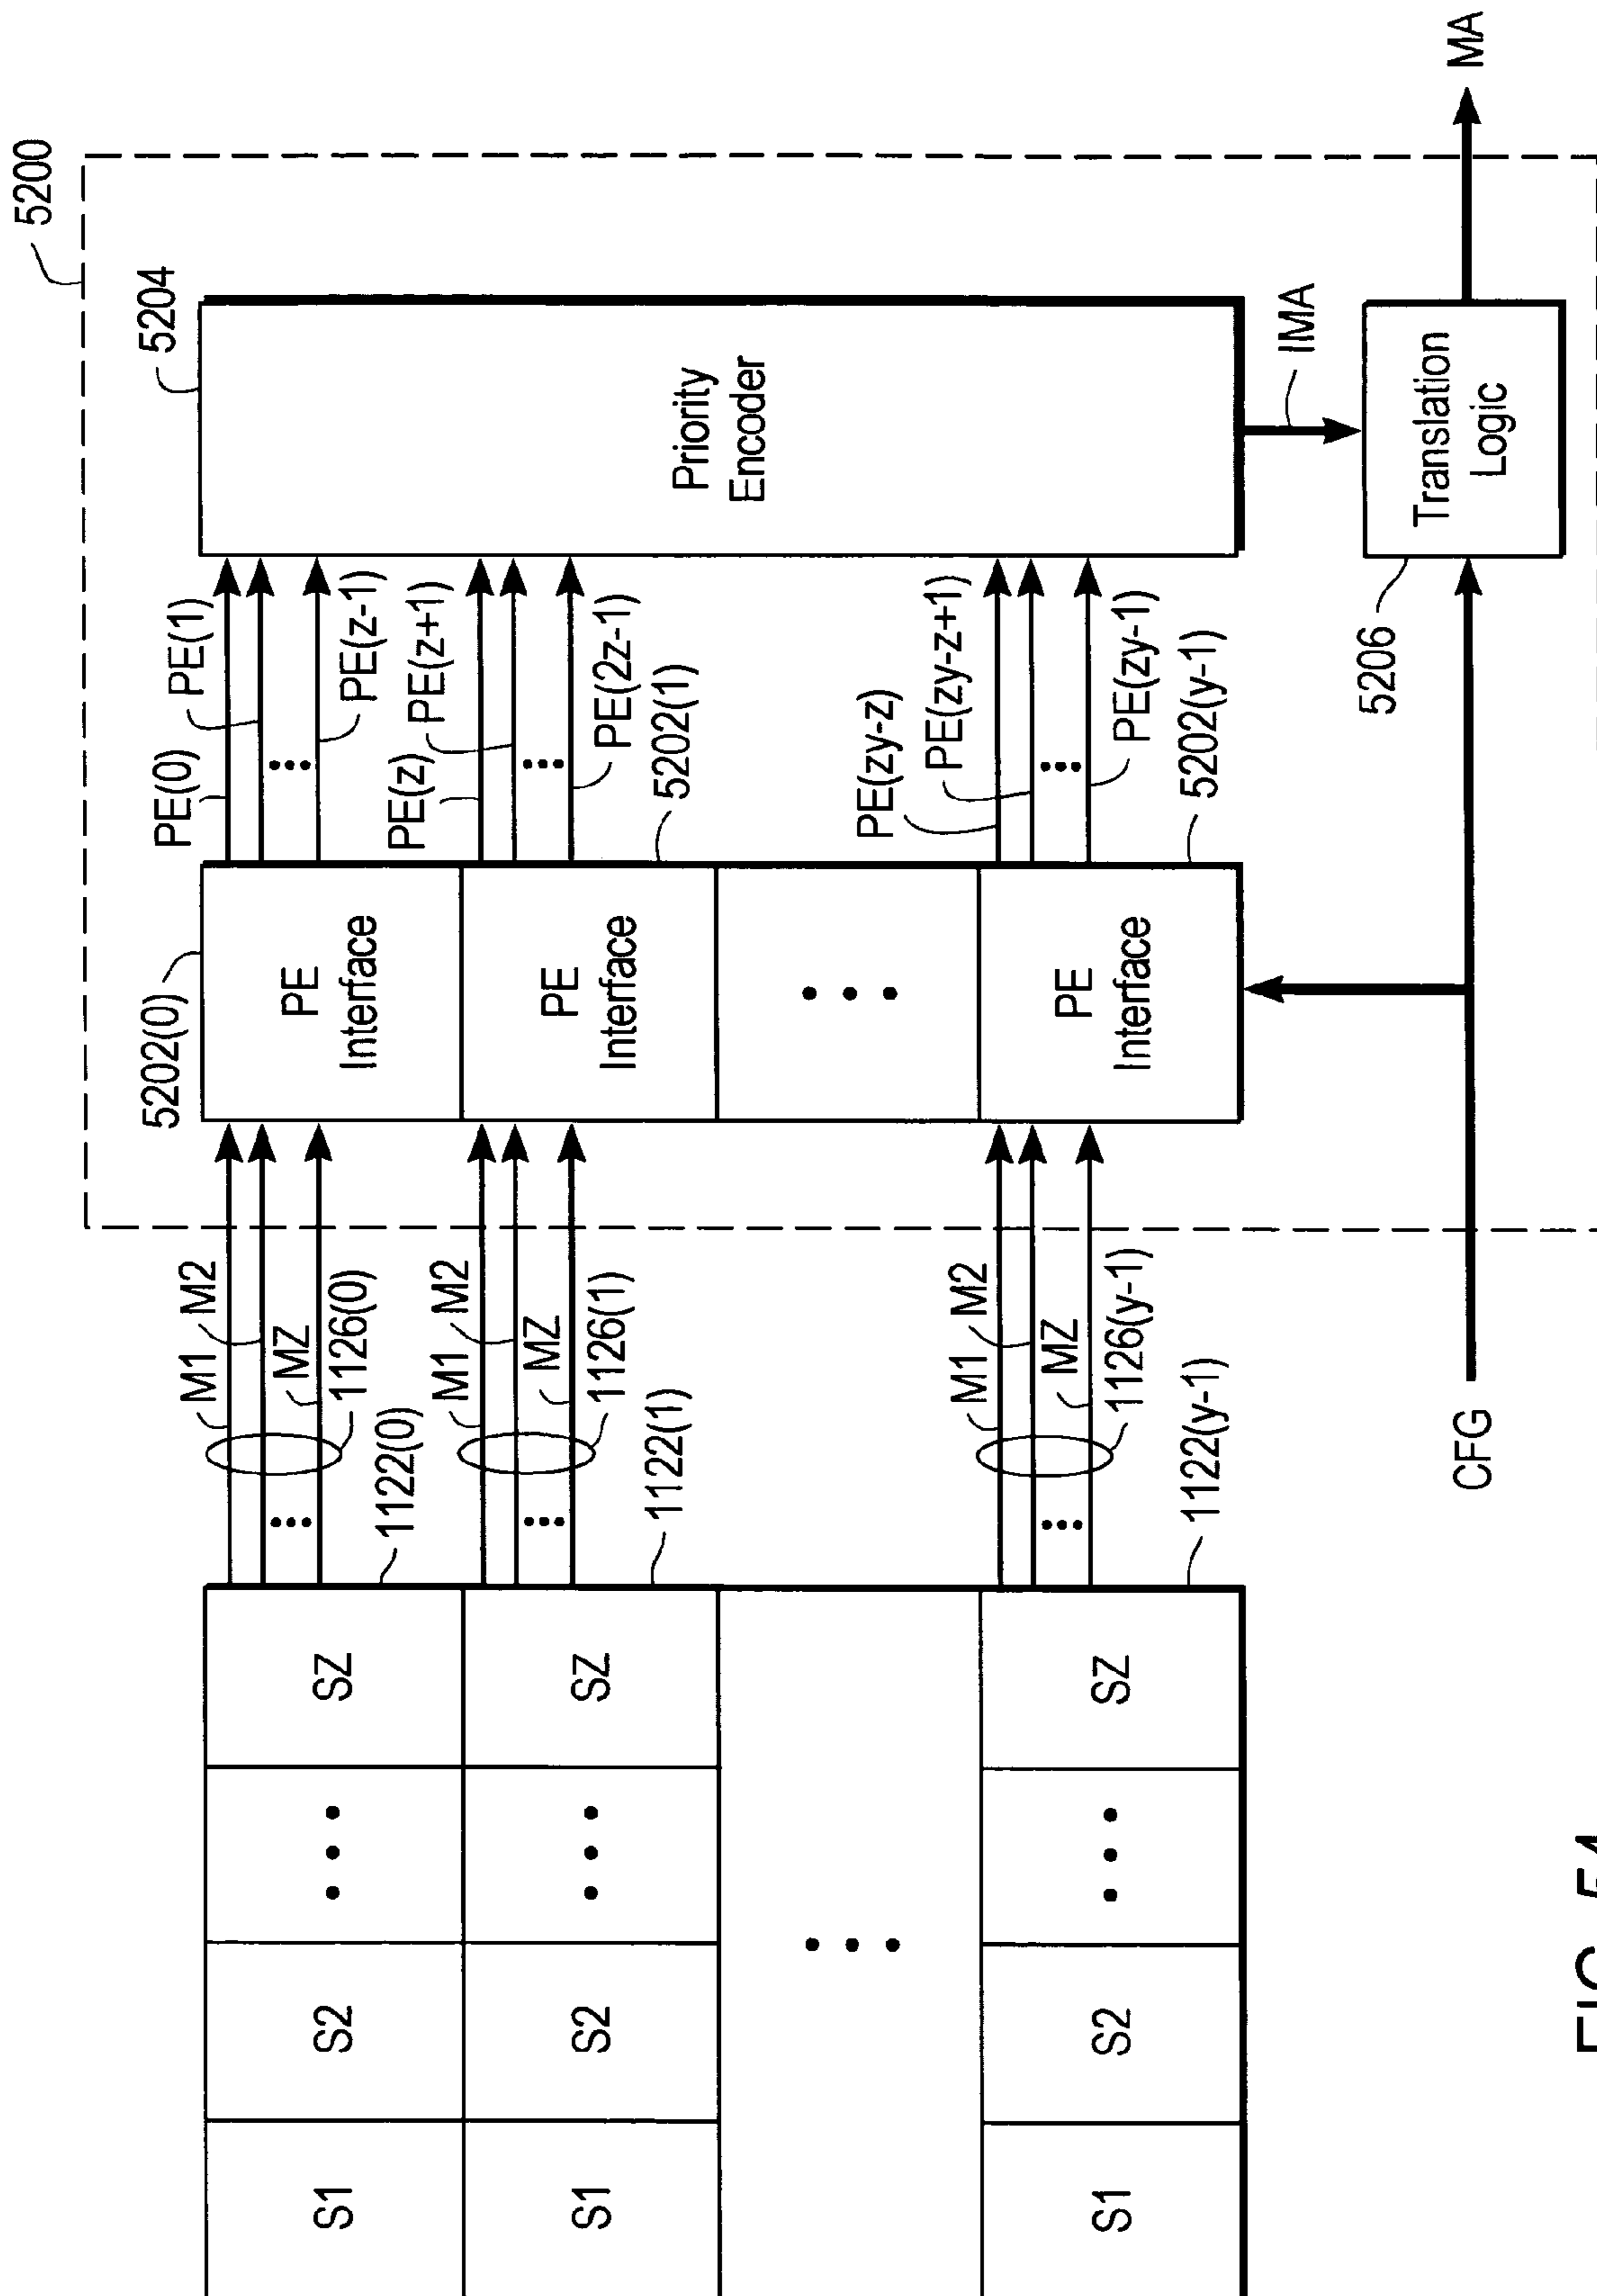 5200
5202(0)
5204
PE(0)
PE(1)
PE(z-1)
PE(z)
PE(z+1)
PE(2z-1)
5202(1)
PE(zy-z)
PE(zy-z+1)
PE(zy-1)
5202(y-1)
S1
S2
SZ
M1
M2
MZ
1126(0)
1122(0)
PE
Interface
Priority
Encoder
S1
S2
SZ
M1
M2
MZ
1126(1)
1122(1)
PE
Interface
S1
S2
SZ
M1
M2
MZ
1126(y-1)
1122(y-1)
PE
Interface
IMA
5206
Translation
Logic
CFG
MA